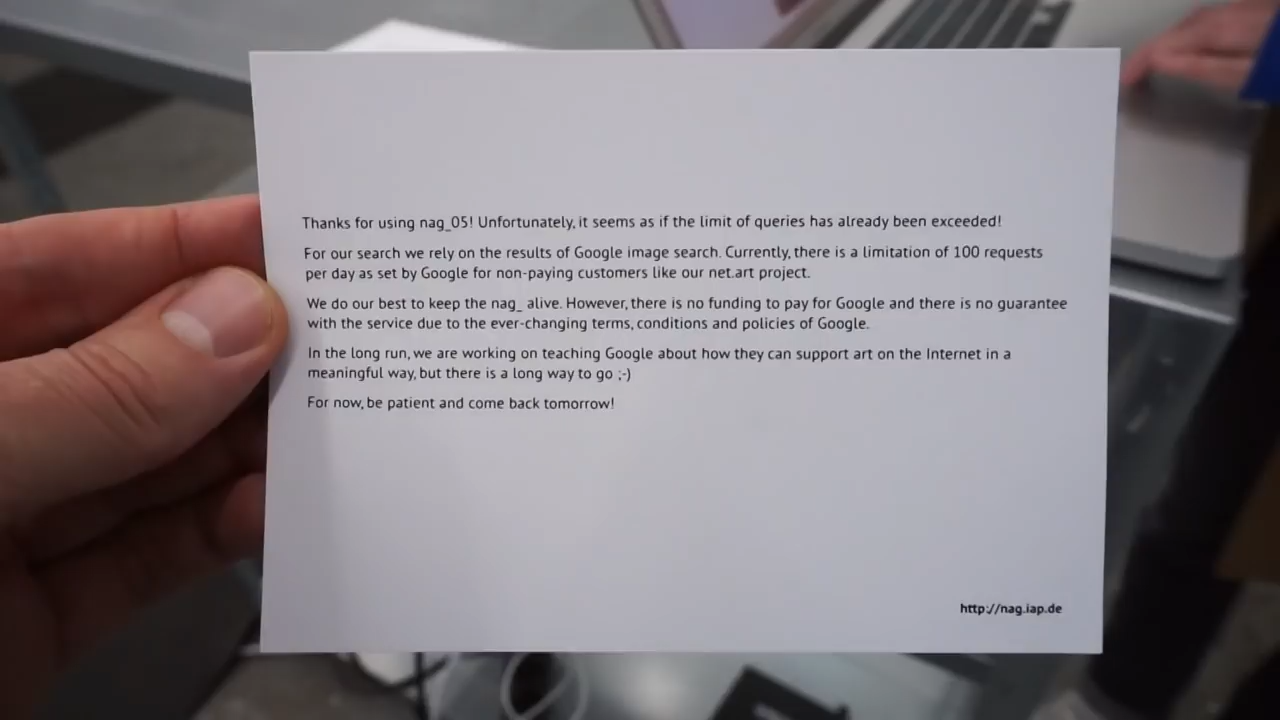 Thanks for using nag_05! Unfortunately, it seems as if the limit of queries has already been exceeded!
For our search we rely on the results of Google image search. Currently, there is a limitation of 100 requests
per day as set by Google for non-paying customers like our net.art project.
We do our best to keep the nag_ alive. However, there is no funding to pay for Google and there is no guarantee
with the service due to the ever-changing terms, conditions and policies of Google.
In the long run, we are working on teaching Google about how they can support art on the Internet in a
meaningful way, but there is a long way to go ;-)
For now, be patient and come back tomorrow!
http://nag.iap.de